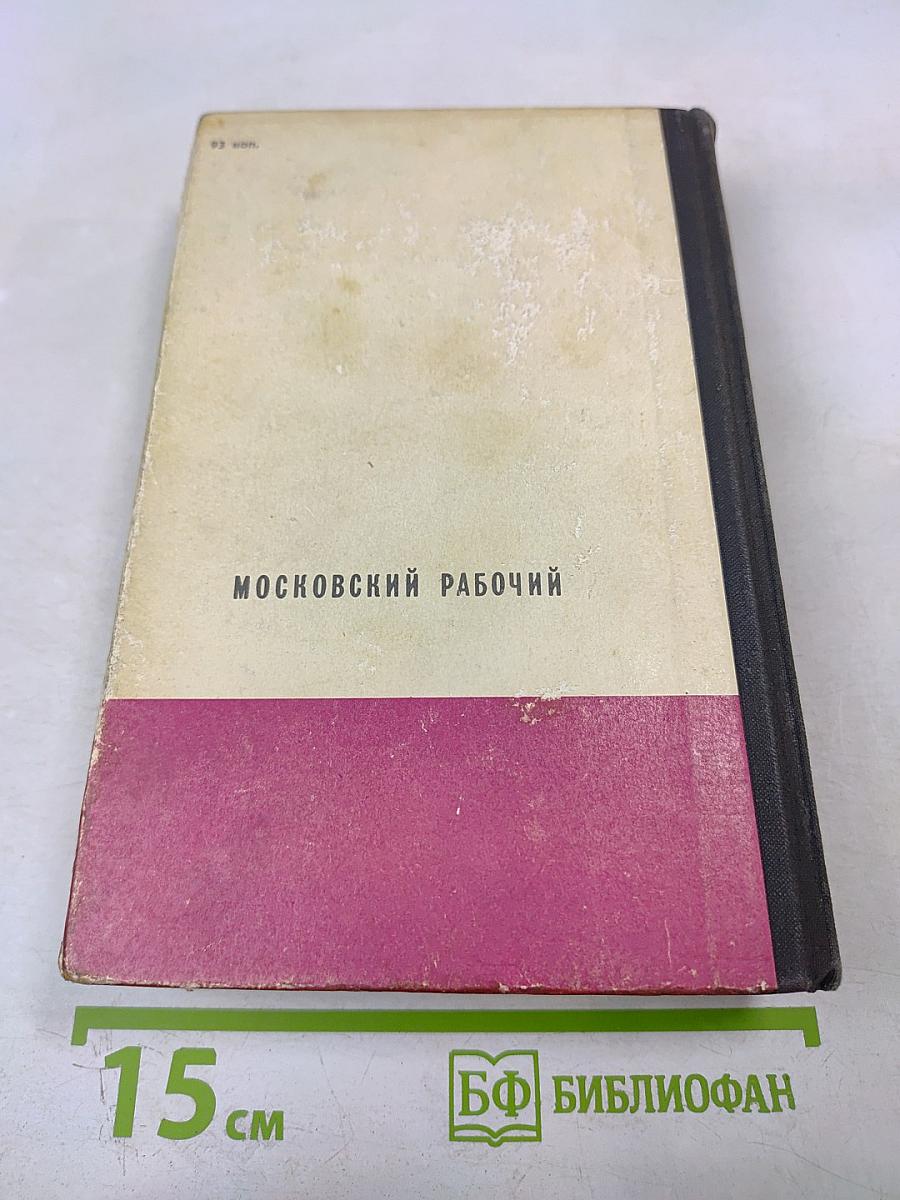 93 коп.
МОСКОВСКИЙ РАБОЧИЙ
15 см
БФ БИБЛИОФАН